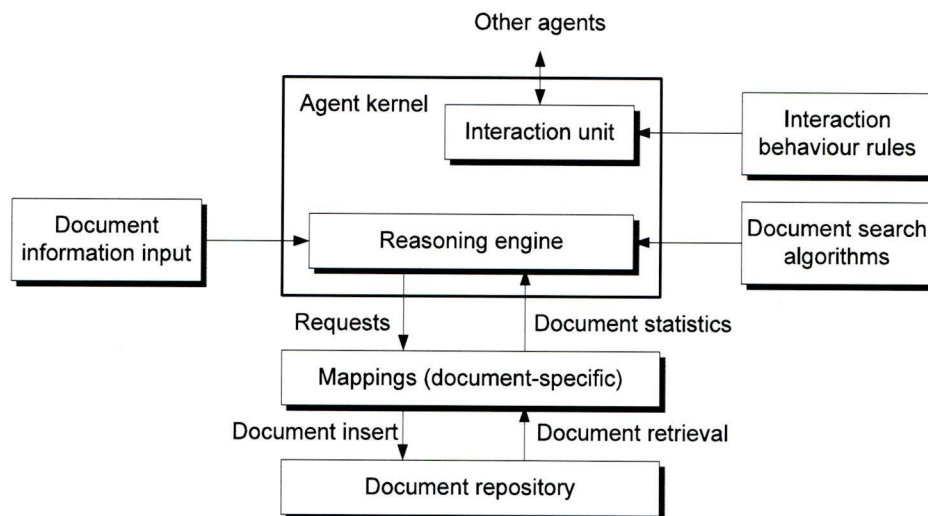 Other agents
Agent kernel
Interaction unit
Interaction
behaviour rules
Document
information input
Reasoning engine
Document search
algorithms
Requests
Document statistics
Mappings (document-specific)
Document insert
Document retrieval
Document repository